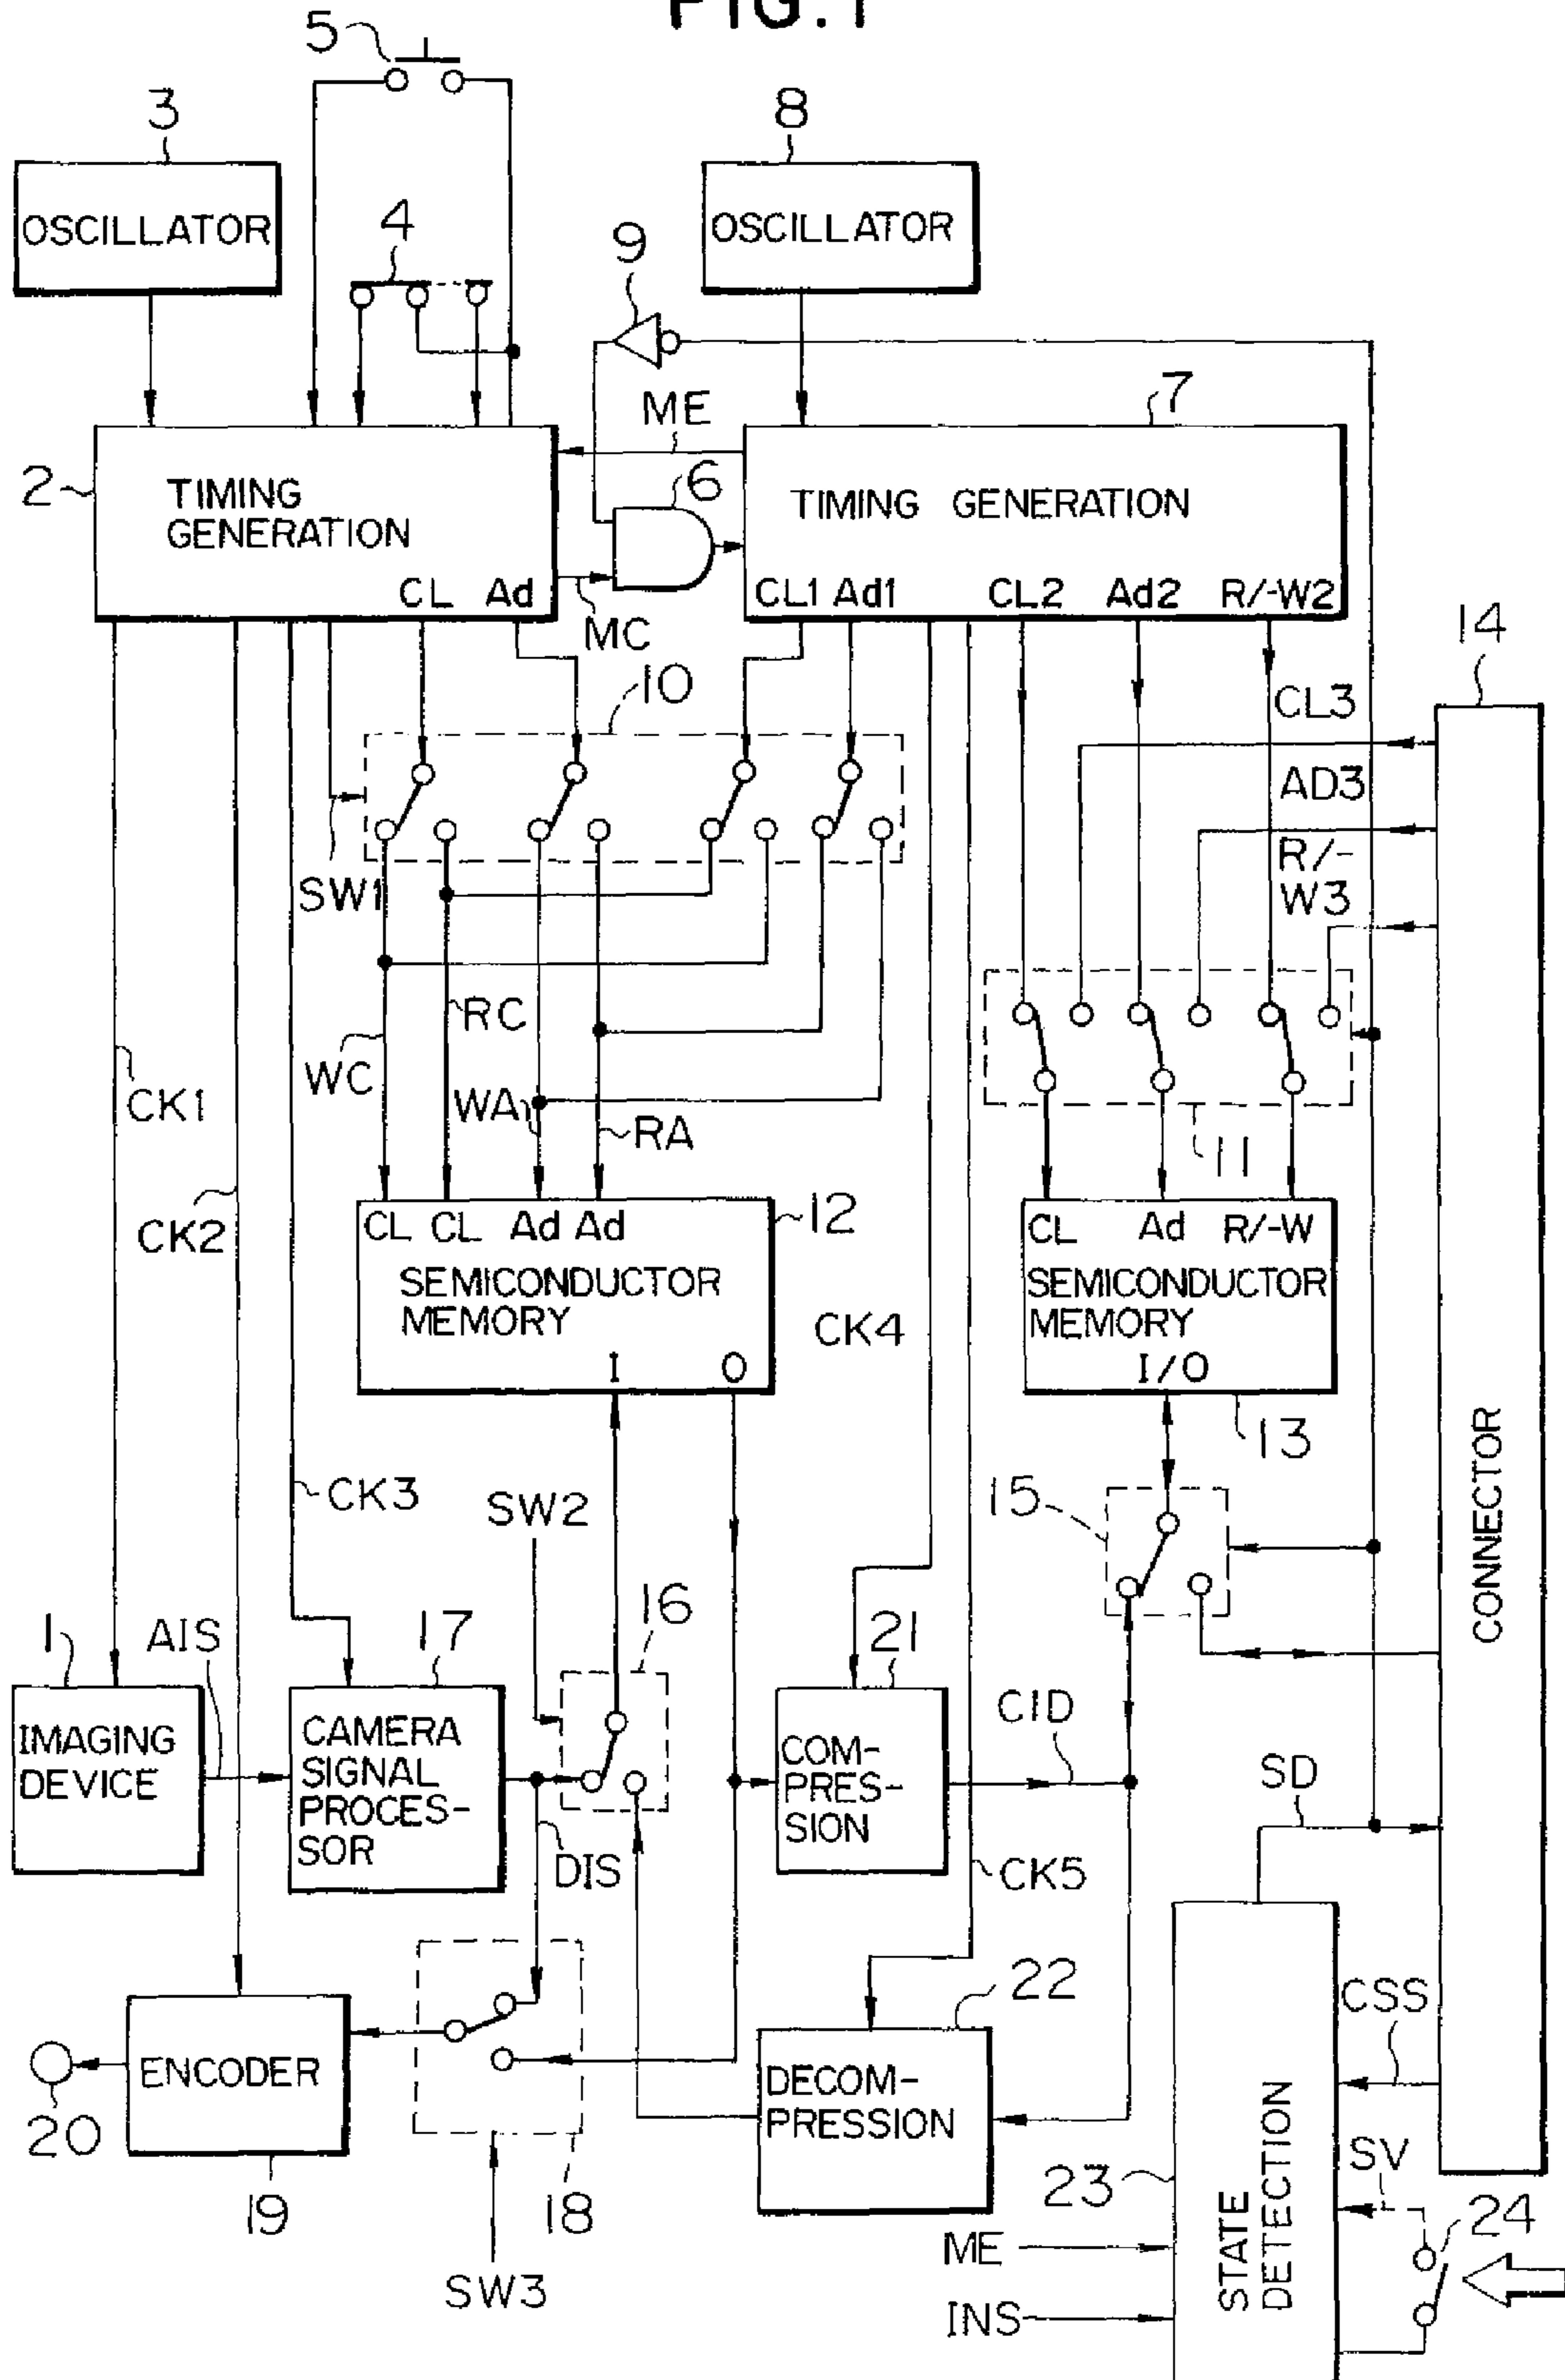 FIG. 1
5
3
8
OSCILLATOR
4
9
OSCILLATOR
ME
7
2
TIMING
GENERATION
6
TIMING GENERATION
CL Ad
CL1 Ad1 CL2 Ad2 R/-W2
MC
14
10
CL3
AD3
SW1
R/-
W3
RC
WC
CK1
WA
RA
11
CK2
12
CL CL Ad Ad
SEMICONDUCTOR
MEMORY
I O
CL Ad R/-W
SEMICONDUCTOR
MEMORY
I/O
CK4
13
CK3
SW2
15
CONNECTOR
1
AIS
17
16
21
IMAGING
DEVICE
CAMERA
SIGNAL
PROCES-
SOR
COM-
PRES-
SION
CID
SD
DIS
CK5
22
CSS
ENCODER
DECOM-
PRESSION
20
23
STATE
DETECTION
SV
19
18
24
ME
SW3
INS